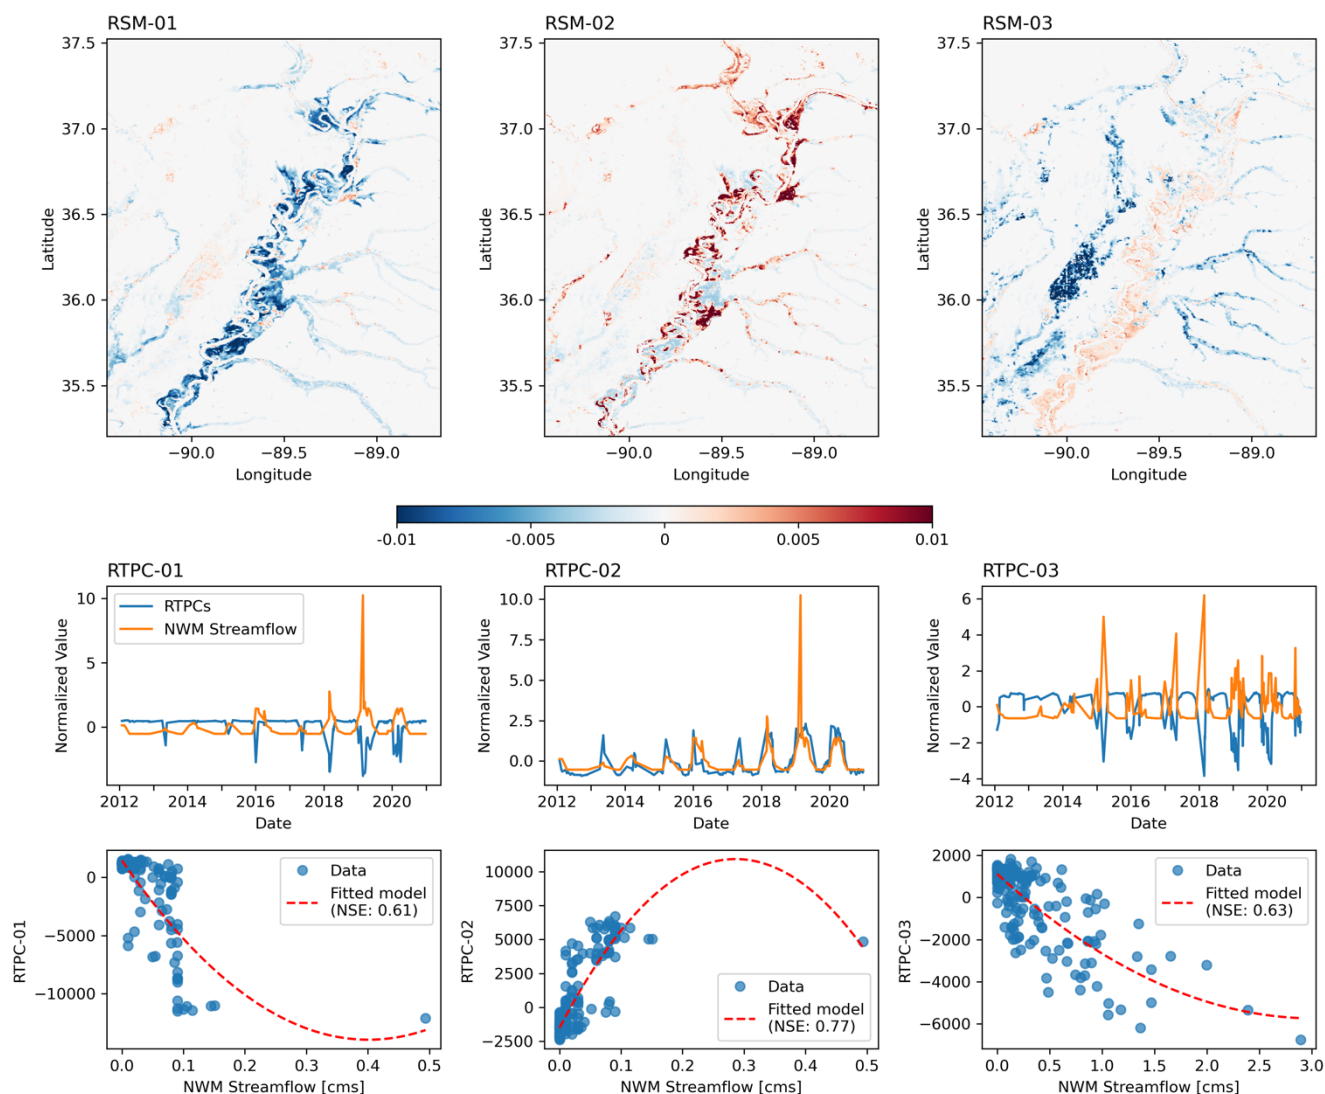 RSM-01
RSM-02
RSM-03
37.5
37.0
36.5
36.0
35.5
Latitude
−90.0 −89.5 −89.0
Longitude
37.5
37.0
36.5
36.0
35.5
Latitude
−90.0 −89.5 −89.0
Longitude
37.5
37.0
36.5
36.0
35.5
Latitude
−90.0 −89.5 −89.0
Longitude
-0.01 -0.005 0 0.005 0.01
RTPC-01
10
5
0
Normalized Value
RTPCs
NWM Streamflow
2012 2014 2016 2018 2020
Date
RTPC-02
10.0
7.5
5.0
2.5
0.0
Normalized Value
2012 2014 2016 2018 2020
Date
RTPC-03
6
4
2
0
−2
−4
Normalized Value
2012 2014 2016 2018 2020
Date
0
−5000
−10000
RTPC-01
Data
Fitted model
(NSE: 0.61)
0.0 0.1 0.2 0.3 0.4 0.5
NWM Streamflow [cms]
10000
7500
5000
2500
0
−2500
RTPC-02
Data
Fitted model
(NSE: 0.77)
0.0 0.1 0.2 0.3 0.4 0.5
NWM Streamflow [cms]
2000
0
−2000
−4000
−6000
RTPC-03
Data
Fitted model
(NSE: 0.63)
0.0 0.5 1.0 1.5 2.0 2.5 3.0
NWM Streamflow [cms]